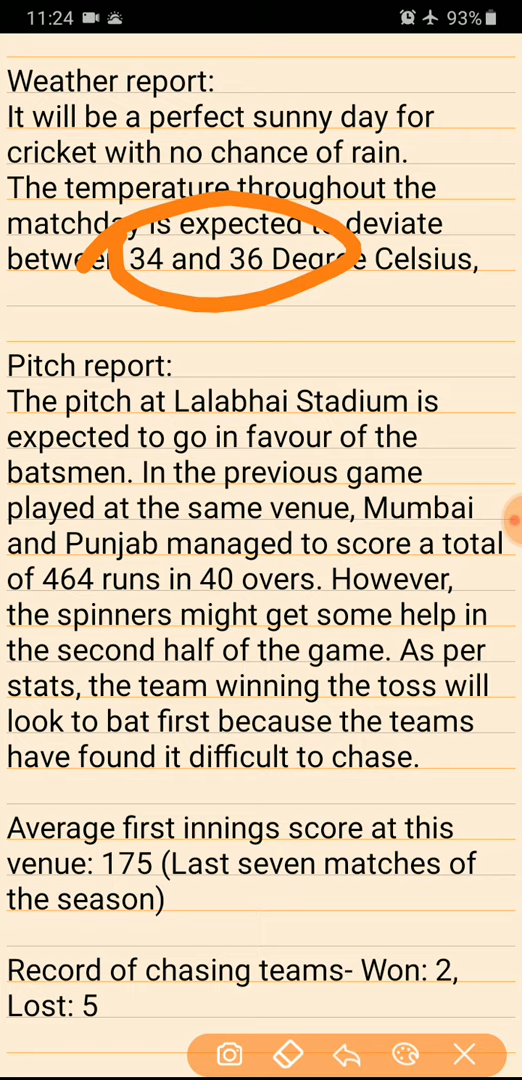 11:24 93%
Weather report:
It will be a perfect sunny day for
cricket with no chance of rain.
The temperature throughout the
matchday is expected to deviate
between 34 and 36 Degree Celsius,
Pitch report:
The pitch at Lalabhai Stadium is
expected to go in favour of the
batsmen. In the previous game
played at the same venue, Mumbai
and Punjab managed to score a total
of 464 runs in 40 overs. However,
the spinners might get some help in
the second half of the game. As per
stats, the team winning the toss will
look to bat first because the teams
have found it difficult to chase.
Average first innings score at this
venue: 175 (Last seven matches of
the season)
Record of chasing teams- Won: 2,
Lost: 5